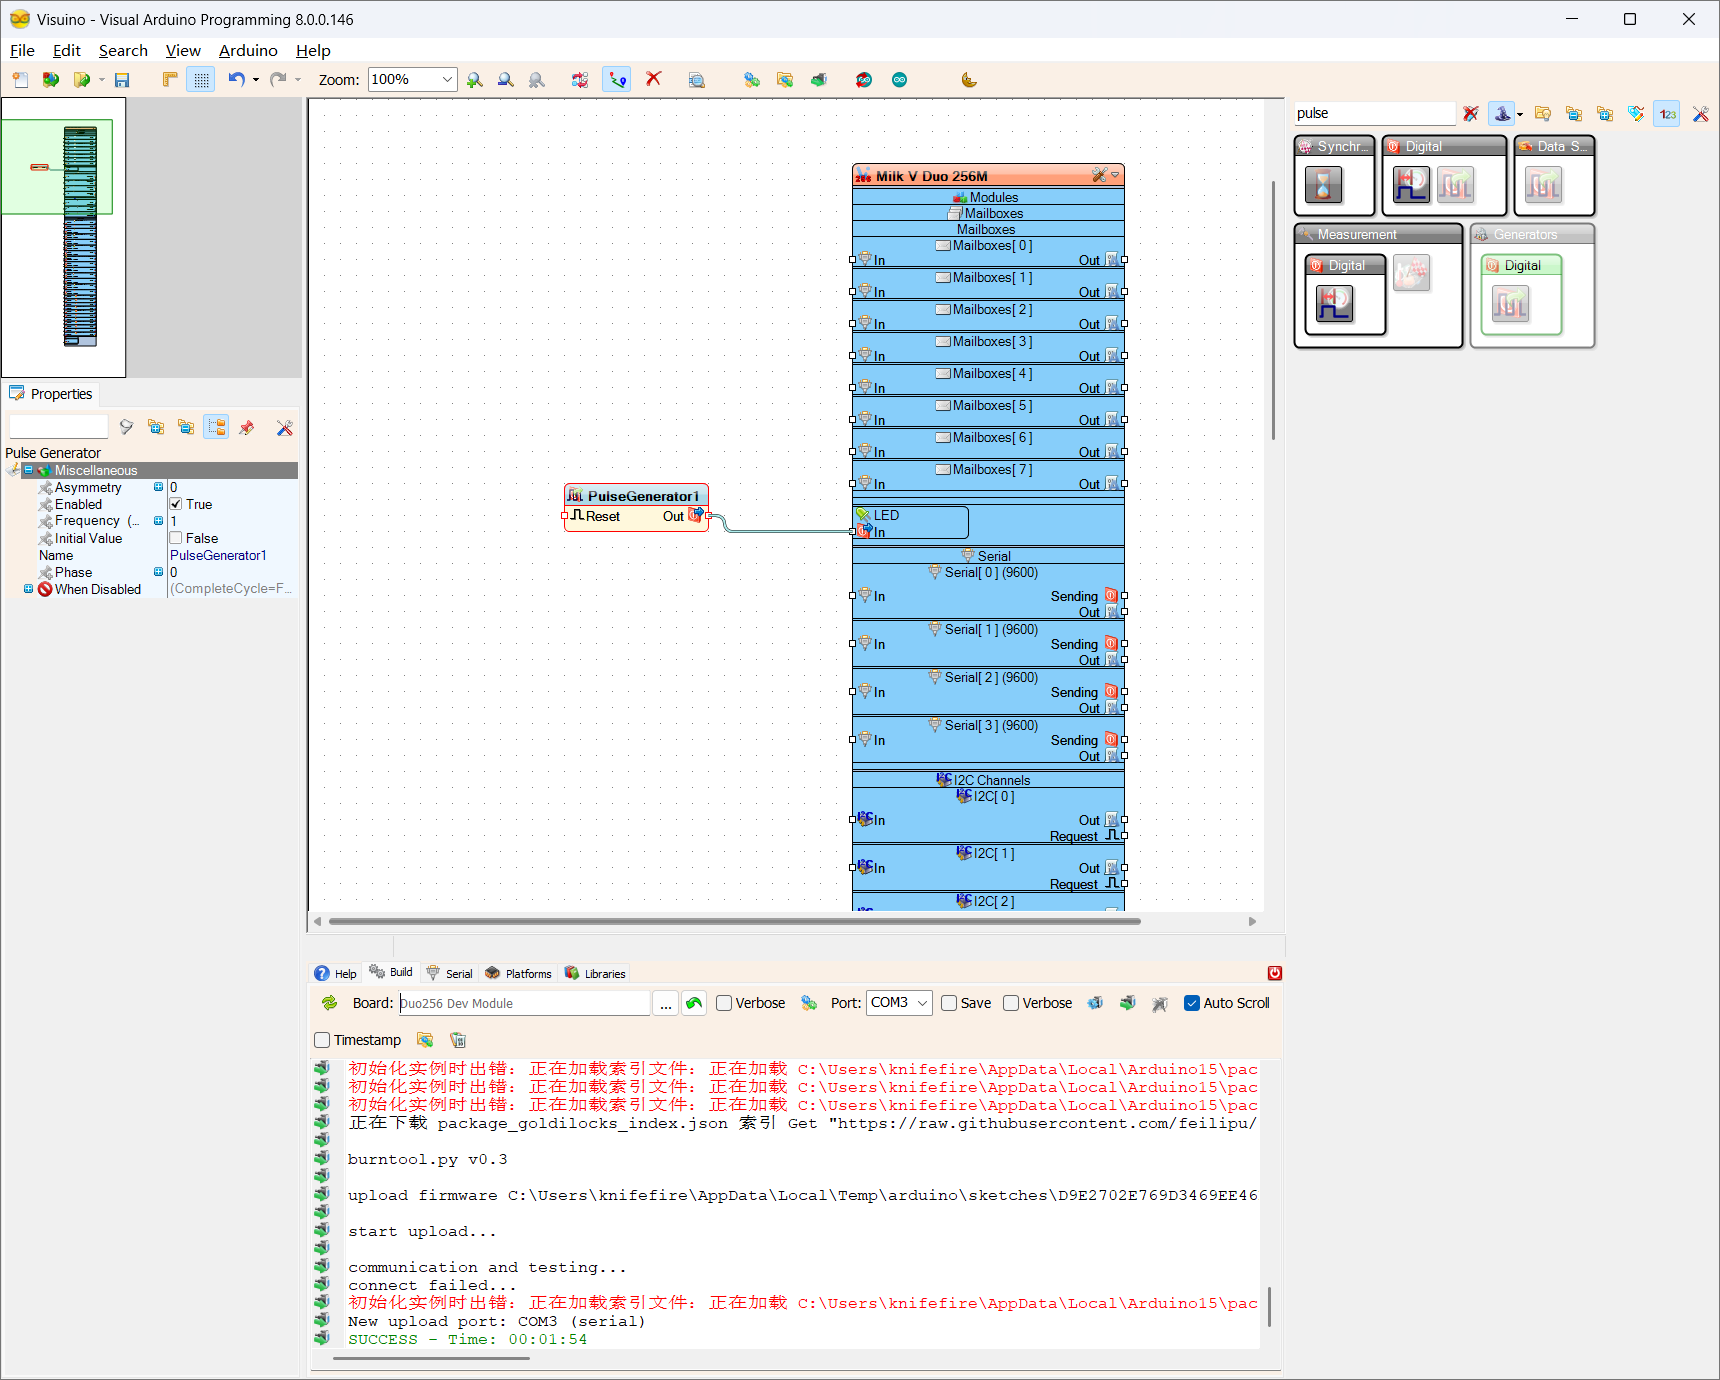 Visuino - Visual Arduino Programming 8.0.0.146
File Edit Search View Arduino Help
Zoom: 100%
pulse
Synchr...
Digital
Data S...
Measurement
Generators
Digital
Digital
Properties
Pulse Generator
Miscellaneous
Asymmetry 0
Enabled True
Frequency (... 1
Initial Value False
Name PulseGenerator1
Phase 0
When Disabled (CompleteCycle=F...
PulseGenerator1
Reset Out
Milk V Duo 256M
Modules
Mailboxes
Mailboxes
Mailboxes[ 0 ]
In Out
Mailboxes[ 1 ]
In Out
Mailboxes[ 2 ]
In Out
Mailboxes[ 3 ]
In Out
Mailboxes[ 4 ]
In Out
Mailboxes[ 5 ]
In Out
Mailboxes[ 6 ]
In Out
Mailboxes[ 7 ]
In Out
LED
In
Serial
Serial[ 0 ] (9600)
In Sending
Out
Serial[ 1 ] (9600)
In Sending
Out
Serial[ 2 ] (9600)
In Sending
Out
Serial[ 3 ] (9600)
In Sending
Out
I2C Channels
I2C[ 0 ]
In Out
Request
I2C[ 1 ]
In Out
Request
I2C[ 2 ]
Help Build Serial Platforms Libraries
Board: Duo256 Dev Module ... Verbose Port: COM3 Save Verbose Auto Scroll
Timestamp
初始化实例时出错: 正在加载索引文件: 正在加载 C:\Users\knifefire\AppData\Local\Arduino15\pac
初始化实例时出错: 正在加载索引文件: 正在加载 C:\Users\knifefire\AppData\Local\Arduino15\pac
初始化实例时出错: 正在加载索引文件: 正在加载 C:\Users\knifefire\AppData\Local\Arduino15\pac
正在下载 package_goldilocks_index.json 索引 Get "https://raw.githubusercontent.com/feilipu/
burntool.py v0.3
upload firmware C:\Users\knifefire\AppData\Local\Temp\arduino\sketches\D9E2702E769D3469EE46
start upload...
communication and testing...
connect failed...
初始化实例时出错: 正在加载索引文件: 正在加载 C:\Users\knifefire\AppData\Local\Arduino15\pac
New upload port: COM3 (serial)
SUCCESS - Time: 00:01:54